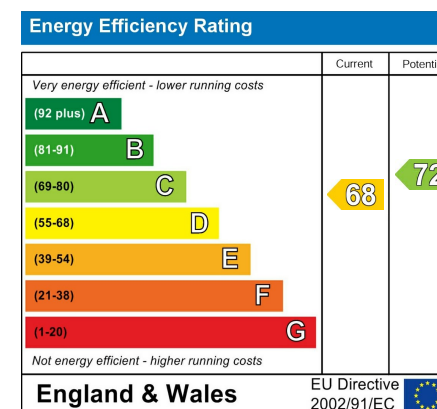 Energy Efficiency Rating
Current Potenti
Very energy efficient - lower running costs
(92 plus) A
(81-91) B
(69-80) C
(55-68) D
(39-54) E
(21-38) F
(1-20) G
68
72
Not energy efficient - higher running costs
England & Wales
EU Directive
2002/91/EC